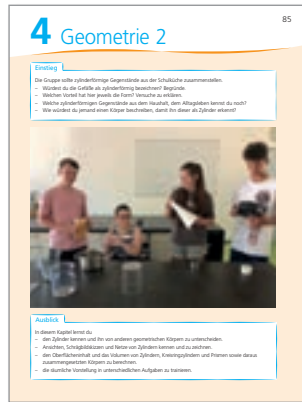 85
4 Geometrie 2
Einstieg
Die Gruppe sollte zylinderförmige Gegenstände aus der Schulküche zusammenstellen.
– Würdest du die Gefäße als zylinderförmig bezeichnen? Begründe.
– Welchen Vorteil hat hier jeweils die Form? Versuche zu erklären.
– Welche zylinderförmigen Gegenstände aus dem Haushalt, dem Alltagsleben kennst du noch?
– Wie würdest du jemand einen Körper beschreiben, damit ihn dieser als Zylinder erkennt?
Ausblick
In diesem Kapitel lernst du
– den Zylinder kennen und ihn von anderen geometrischen Körpern zu unterscheiden.
– Ansichten, Schrägbildskizzen und Netze von Zylindern kennen und zu zeichnen.
– den Oberflächeninhalt und das Volumen von Zylindern, Kreisringzylindern und Prismen sowie daraus
zusammengesetzten Körpern zu berechnen.
– die räumliche Vorstellung in unterschiedlichen Aufgaben zu trainieren.